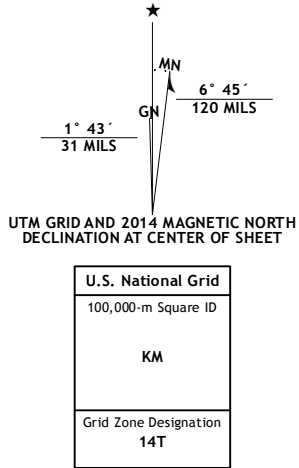 MN
GN
6° 45´
120 MILS
1° 43´
31 MILS
UTM GRID AND 2014 MAGNETIC NORTH
DECLINATION AT CENTER OF SHEET
U.S. National Grid
100,000-m Square ID
KM
Grid Zone Designation
14T